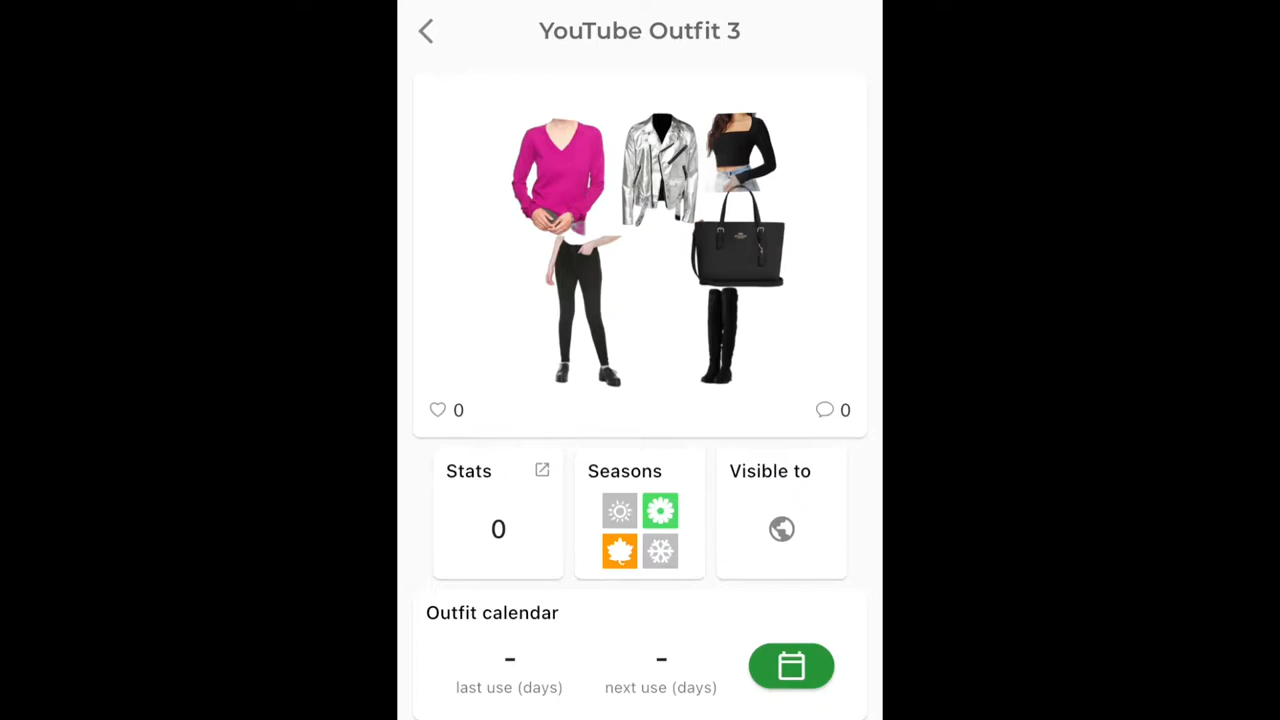 YouTube Outfit 3
0
0
Stats
Seasons
Visible to
0
Outfit calendar
-
-
last use (days)
next use (days)